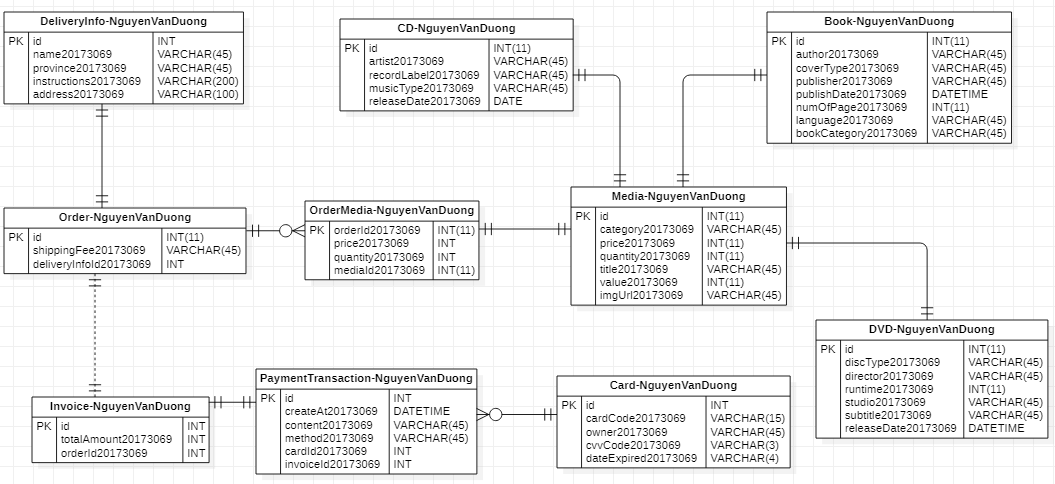 DeliveryInfo-NguyenVanDuong
PK id INT
name20173069 VARCHAR(45)
province20173069 VARCHAR(45)
instructions20173069 VARCHAR(200)
address20173069 VARCHAR(100)
CD-NguyenVanDuong
PK id INT(11)
artist20173069 VARCHAR(45)
recordLabel20173069 VARCHAR(45)
musicType20173069 VARCHAR(45)
releaseDate20173069 DATE
Book-NguyenVanDuong
PK id INT(11)
author20173069 VARCHAR(45)
coverType20173069 VARCHAR(45)
publisher20173069 VARCHAR(45)
publishDate20173069 DATETIME
numOfPage20173069 INT(11)
language20173069 VARCHAR(45)
bookCategory20173069 VARCHAR(45)
Order-NguyenVanDuong
PK id INT(11)
shippingFee20173069 VARCHAR(45)
deliveryInfoId20173069 INT
OrderMedia-NguyenVanDuong
PK orderId20173069 INT(11)
price20173069 INT
quantity20173069 INT
mediaId20173069 INT(11)
Media-NguyenVanDuong
PK id INT(11)
category20173069 VARCHAR(45)
price20173069 INT(11)
quantity20173069 INT(11)
title20173069 VARCHAR(45)
value20173069 INT(11)
imgUrl20173069 VARCHAR(45)
DVD-NguyenVanDuong
PK id INT(11)
discType20173069 VARCHAR(45)
director20173069 VARCHAR(45)
runtime20173069 INT(11)
studio20173069 VARCHAR(45)
subtitle20173069 VARCHAR(45)
releaseDate20173069 DATETIME
Invoice-NguyenVanDuong
PK id INT
totalAmount20173069 INT
orderId20173069 INT
PaymentTransaction-NguyenVanDuong
PK id INT
createAt20173069 DATETIME
content20173069 VARCHAR(45)
method20173069 VARCHAR(45)
cardId20173069 INT
invoiceId20173069 INT
Card-NguyenVanDuong
PK id INT
cardCode20173069 VARCHAR(15)
owner20173069 VARCHAR(45)
cvvCode20173069 VARCHAR(3)
dateExpired20173069 VARCHAR(4)